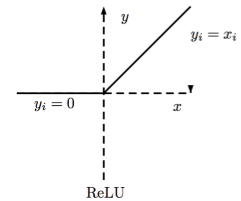 y
y_i = x_i
y_i = 0
x
ReLU